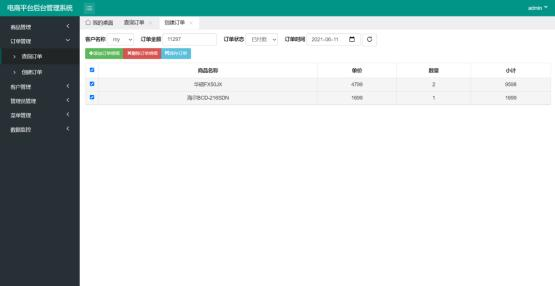 电商平台后台管理系统
admin
我的桌面 查询订单 × 创建订单 ×
商品管理
订单管理
查询订单
创建订单
客户管理
管理员管理
菜单管理
数据监控
客户名称 my 订单金额 11297 订单状态 已付款 订单时间 2021-06-11
添加订单明细 删除订单明细 保存订单
商品名称 单价 数量 小计
华硕FX50JX 4799 2 9598
海尔BCD-216SDN 1699 1 1699